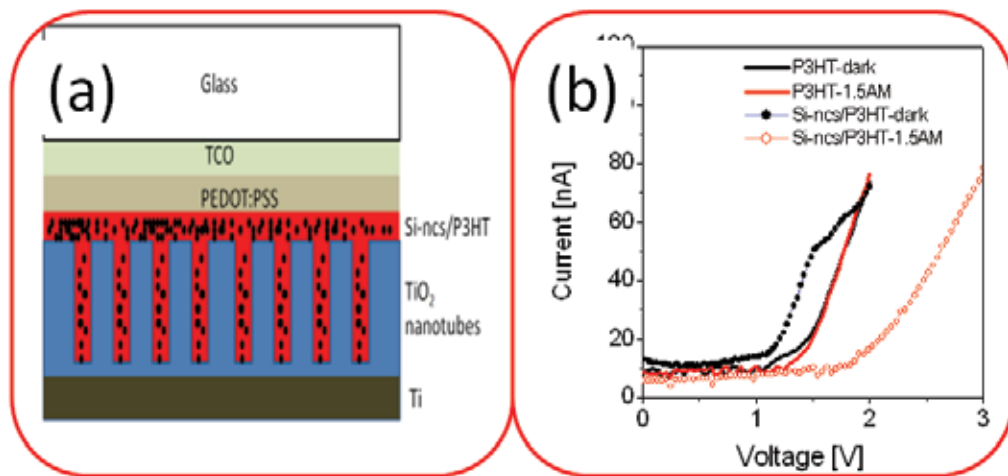 (a)
Glass
TCO
PEDOT:PSS
Si-ncs/P3HT
TiO2
nanotubes
Ti
(b)
P3HT-dark
P3HT-1.5AM
Si-ncs/P3HT-dark
Si-ncs/P3HT-1.5AM
80
60
40
20
0
Current [nA]
0 1 2 3
Voltage [V]